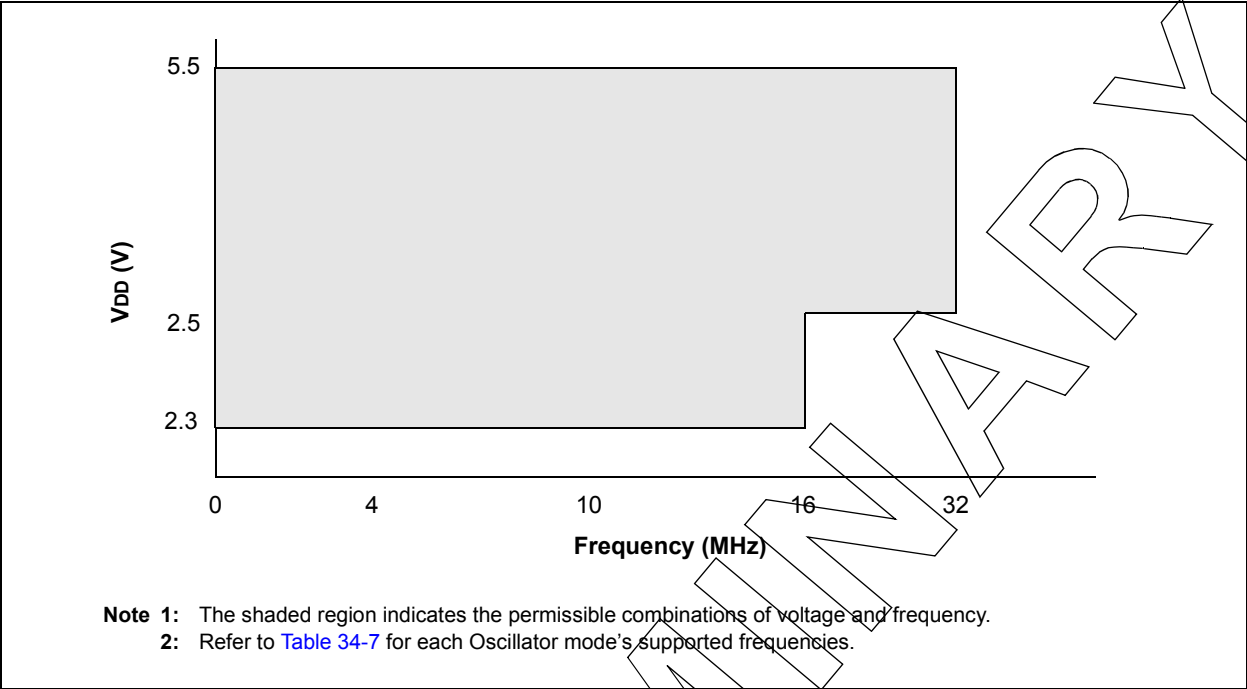 5.5
VDD (V)
2.5
2.3
0 4 10 16 32
Frequency (MHz)
Note 1: The shaded region indicates the permissible combinations of voltage and frequency.
2: Refer to Table 34-7 for each Oscillator mode's supported frequencies.
INARY